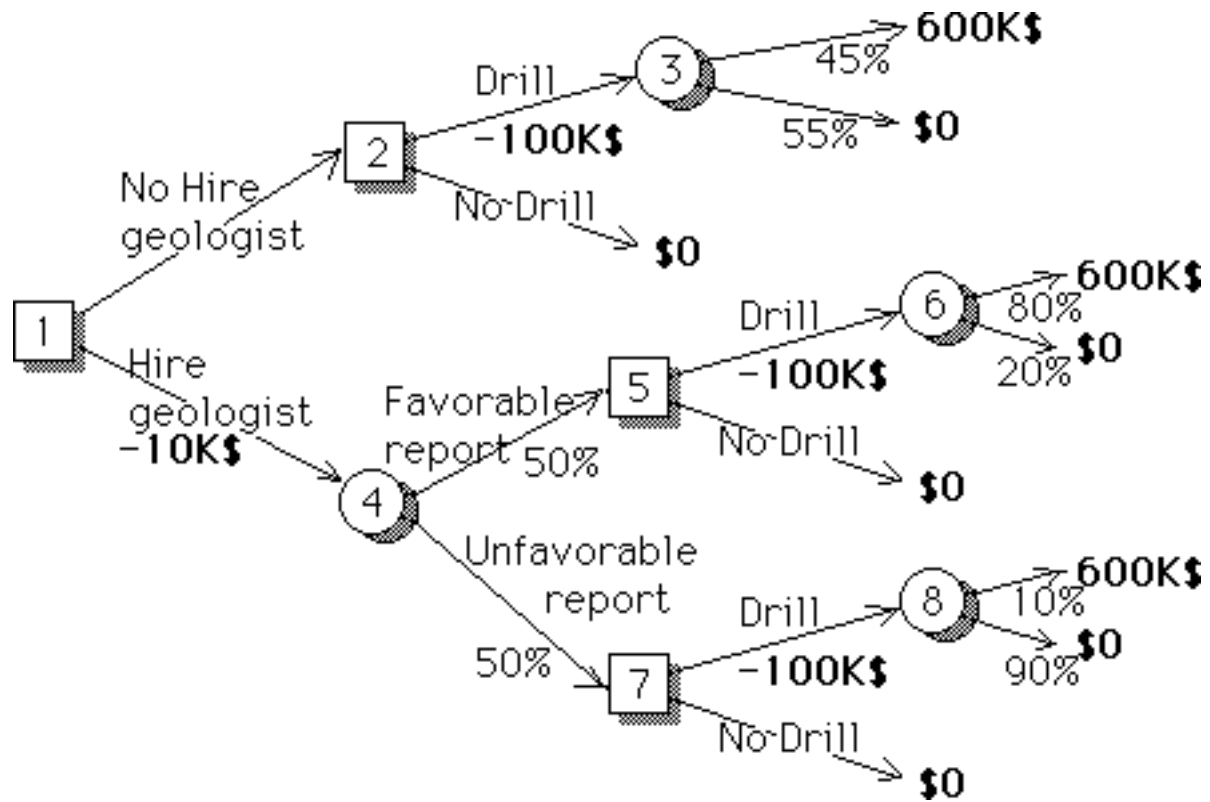 600K$
45%
3
Drill
55%
$0
-100K$
2
No Hire
geologist
No Drill
$0
600K$
80%
6
Drill
$0
20%
1
-100K$
Hire
geologist
-10K$
5
Favorable
report
50%
No Drill
$0
4
Unfavorable
report
600K$
10%
8
Drill
$0
90%
50%
-100K$
7
No Drill
$0